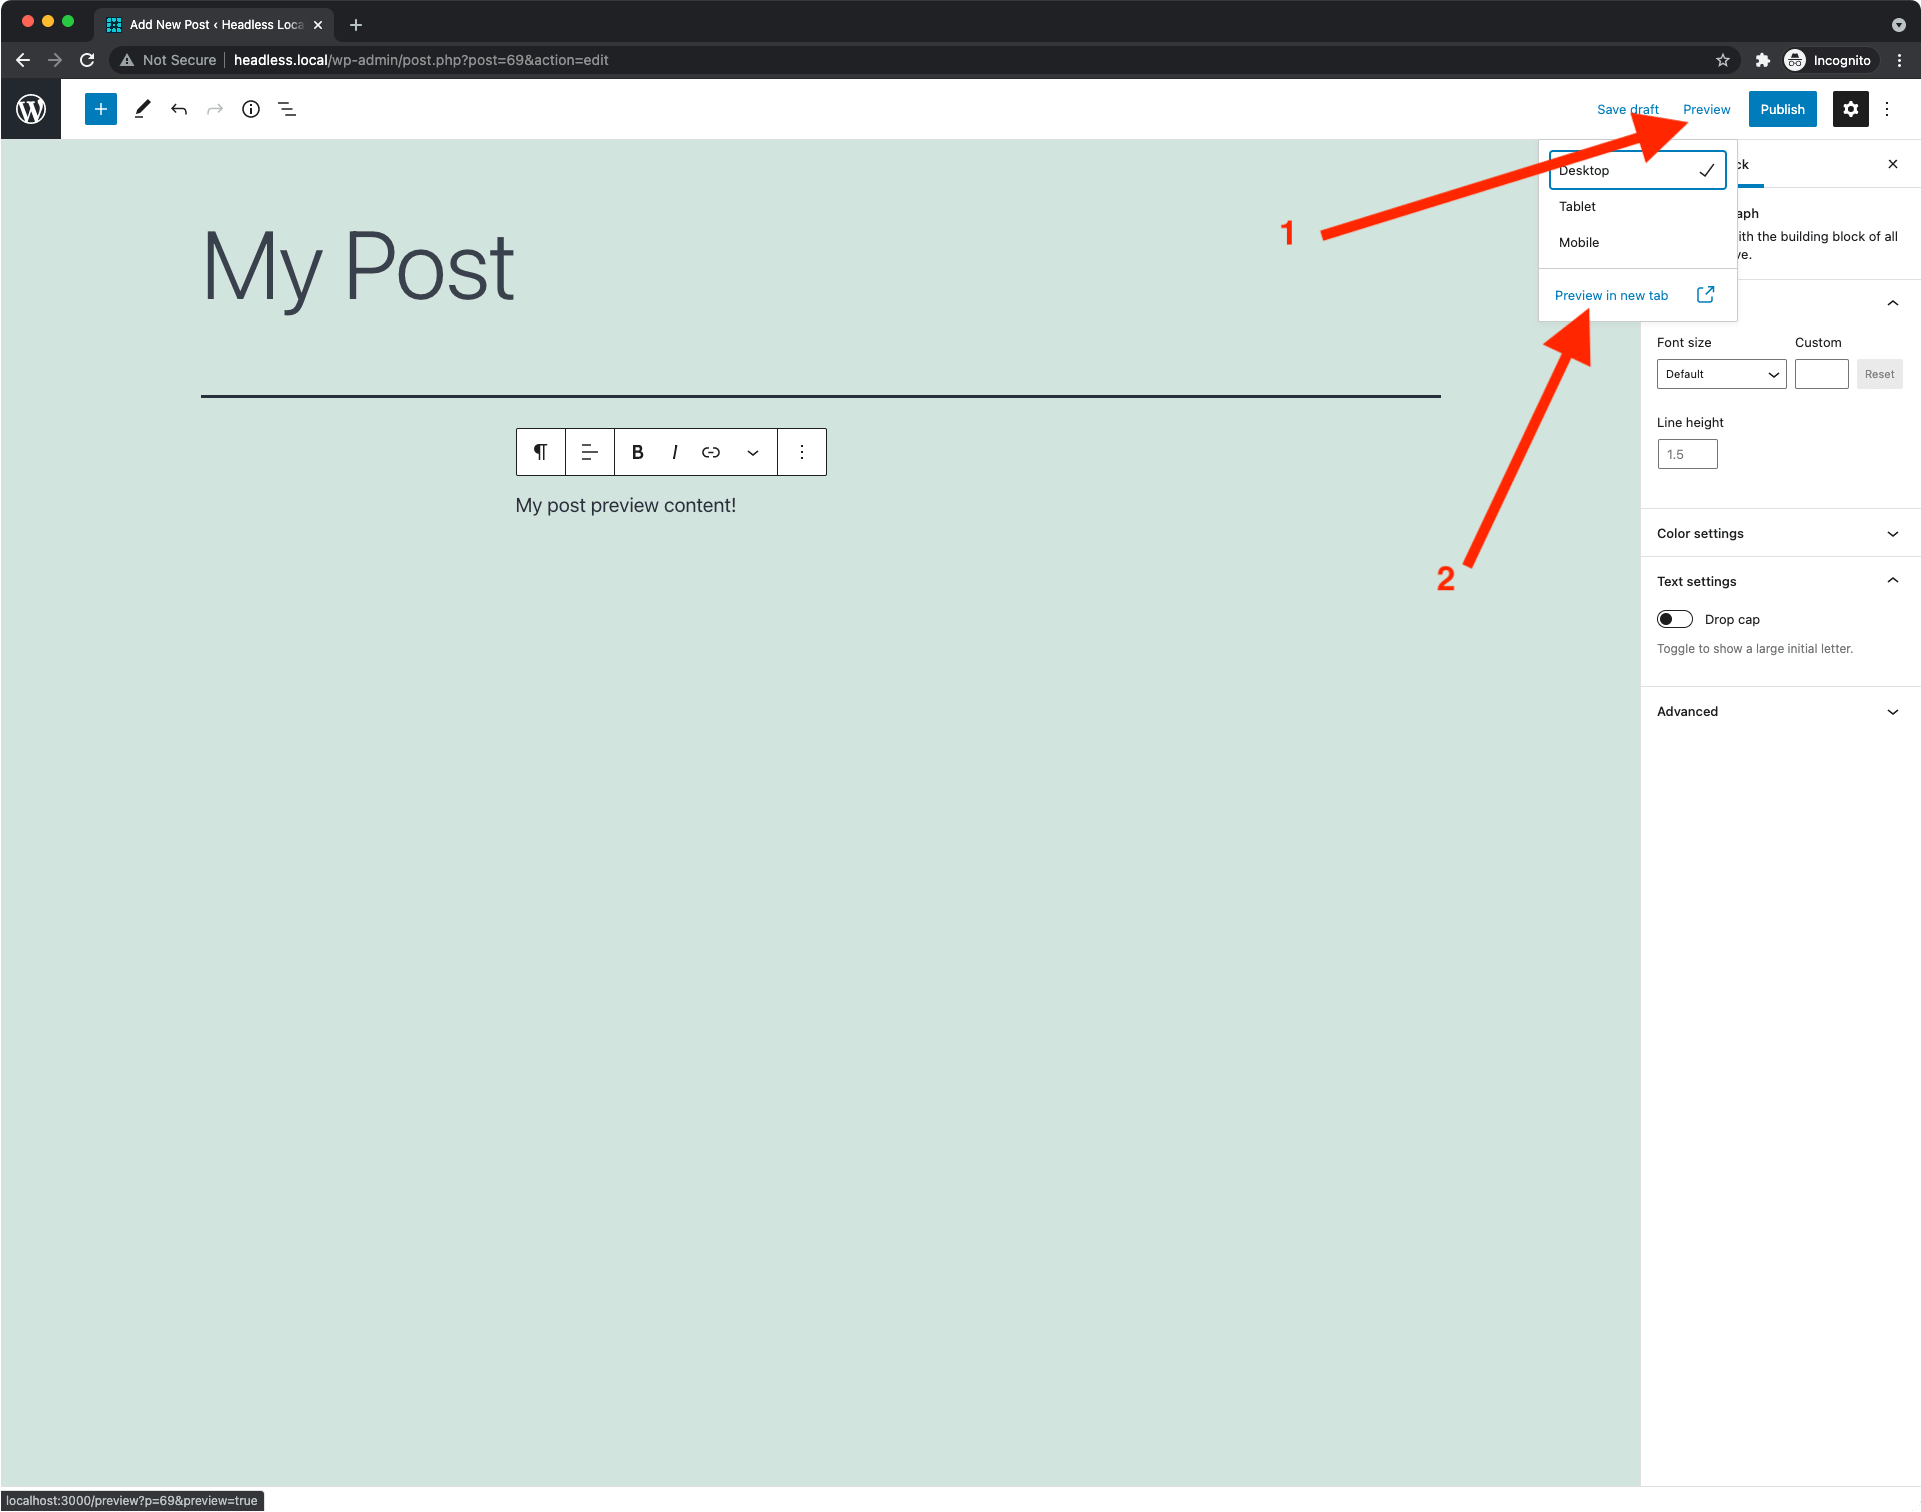 Add New Post ‹ Headless Loca
Not Secure
headless.local/wp-admin/post.php?post=69&action=edit
Incognito
Save draft
Preview
Publish
Desktop
Tablet
Mobile
Preview in new tab
1
2
ck
aph
ith the building block of all
ve.
My Post
Font size
Custom
Default
Reset
Line height
1.5
B I
My post preview content!
Color settings
Text settings
Drop cap
Toggle to show a large initial letter.
Advanced
localhost:3000/preview?p=69&preview=true